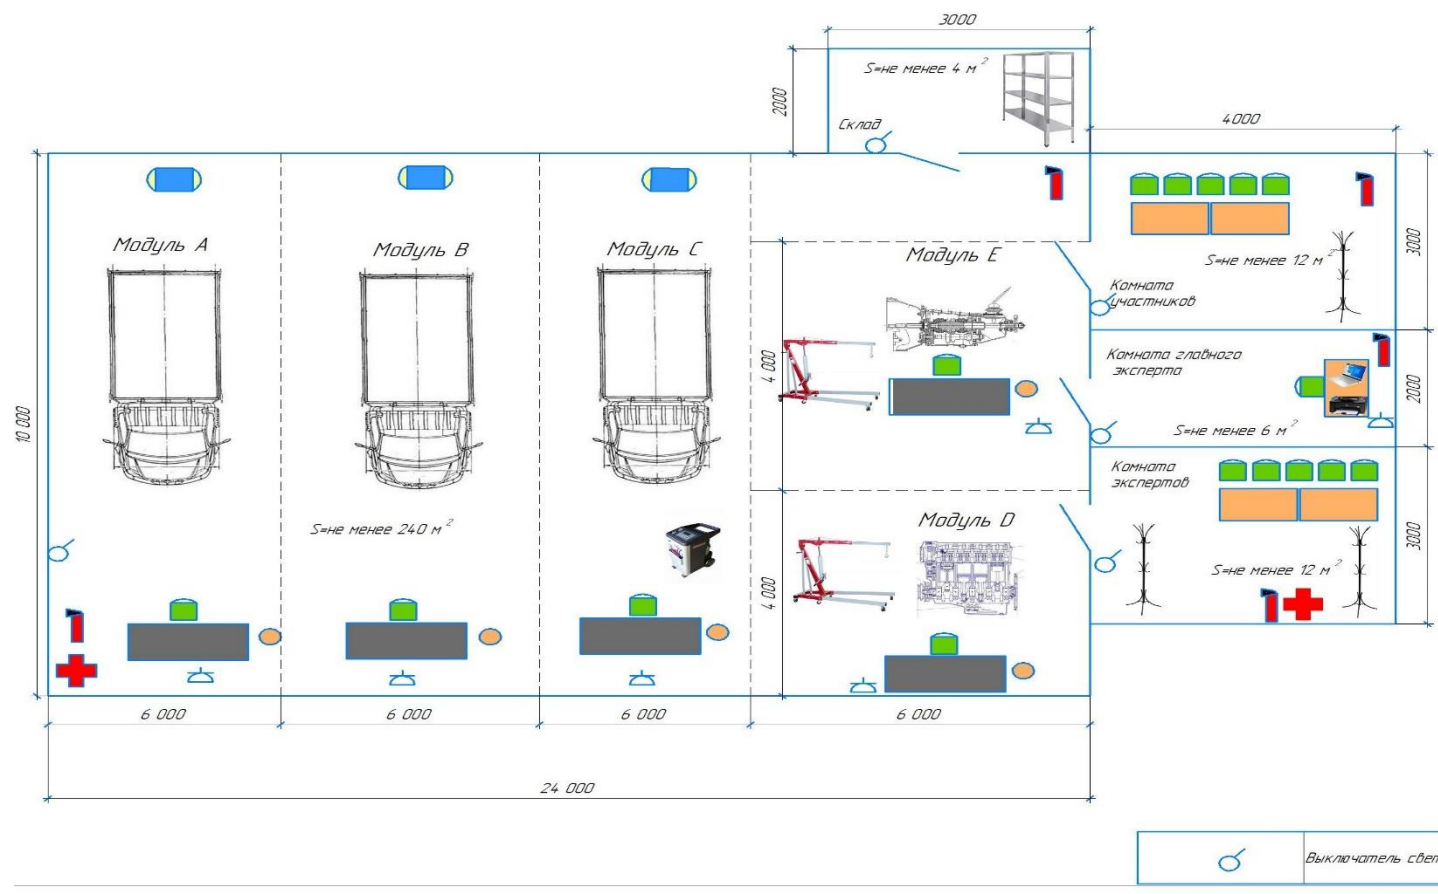 3000
S=не менее 4 м²
2000
Склад
4000
Модуль A
Модуль B
Модуль C
Модуль E
S=не менее 12 м²
3000
Комната
участников
Комната главного
эксперта
4 000
2000
10 000
S=не менее 6 м²
Комната
экспертов
S=не менее 240 м²
Модуль D
3000
S=не менее 12 м²
4 000
6 000
6 000
6 000
6 000
24 000
Выключатель свет